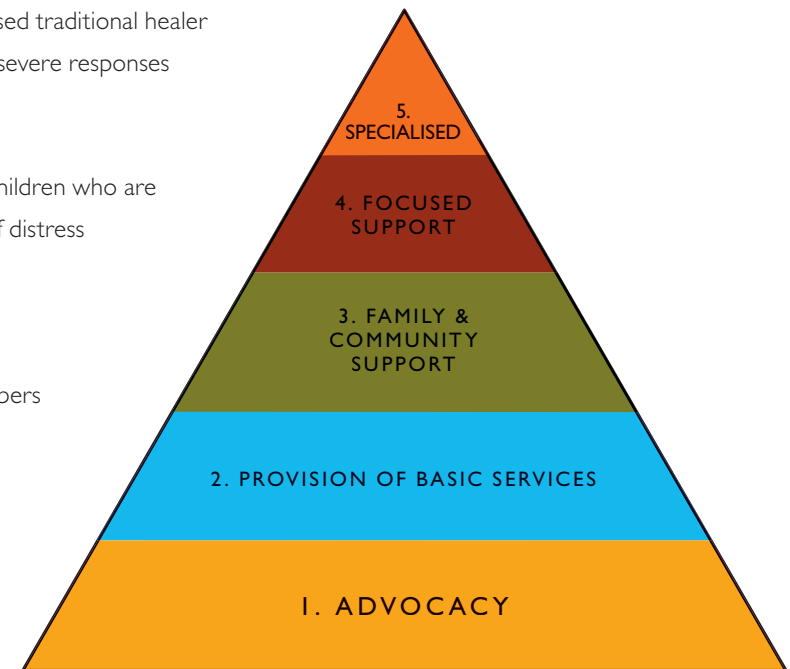 sed traditional healer
severe responses
hildren who are
f distress
bers
5.
SPECIALISED
4. FOCUSED
SUPPORT
3. FAMILY &
COMMUNITY
SUPPORT
2. PROVISION OF BASIC SERVICES
1. ADVOCACY